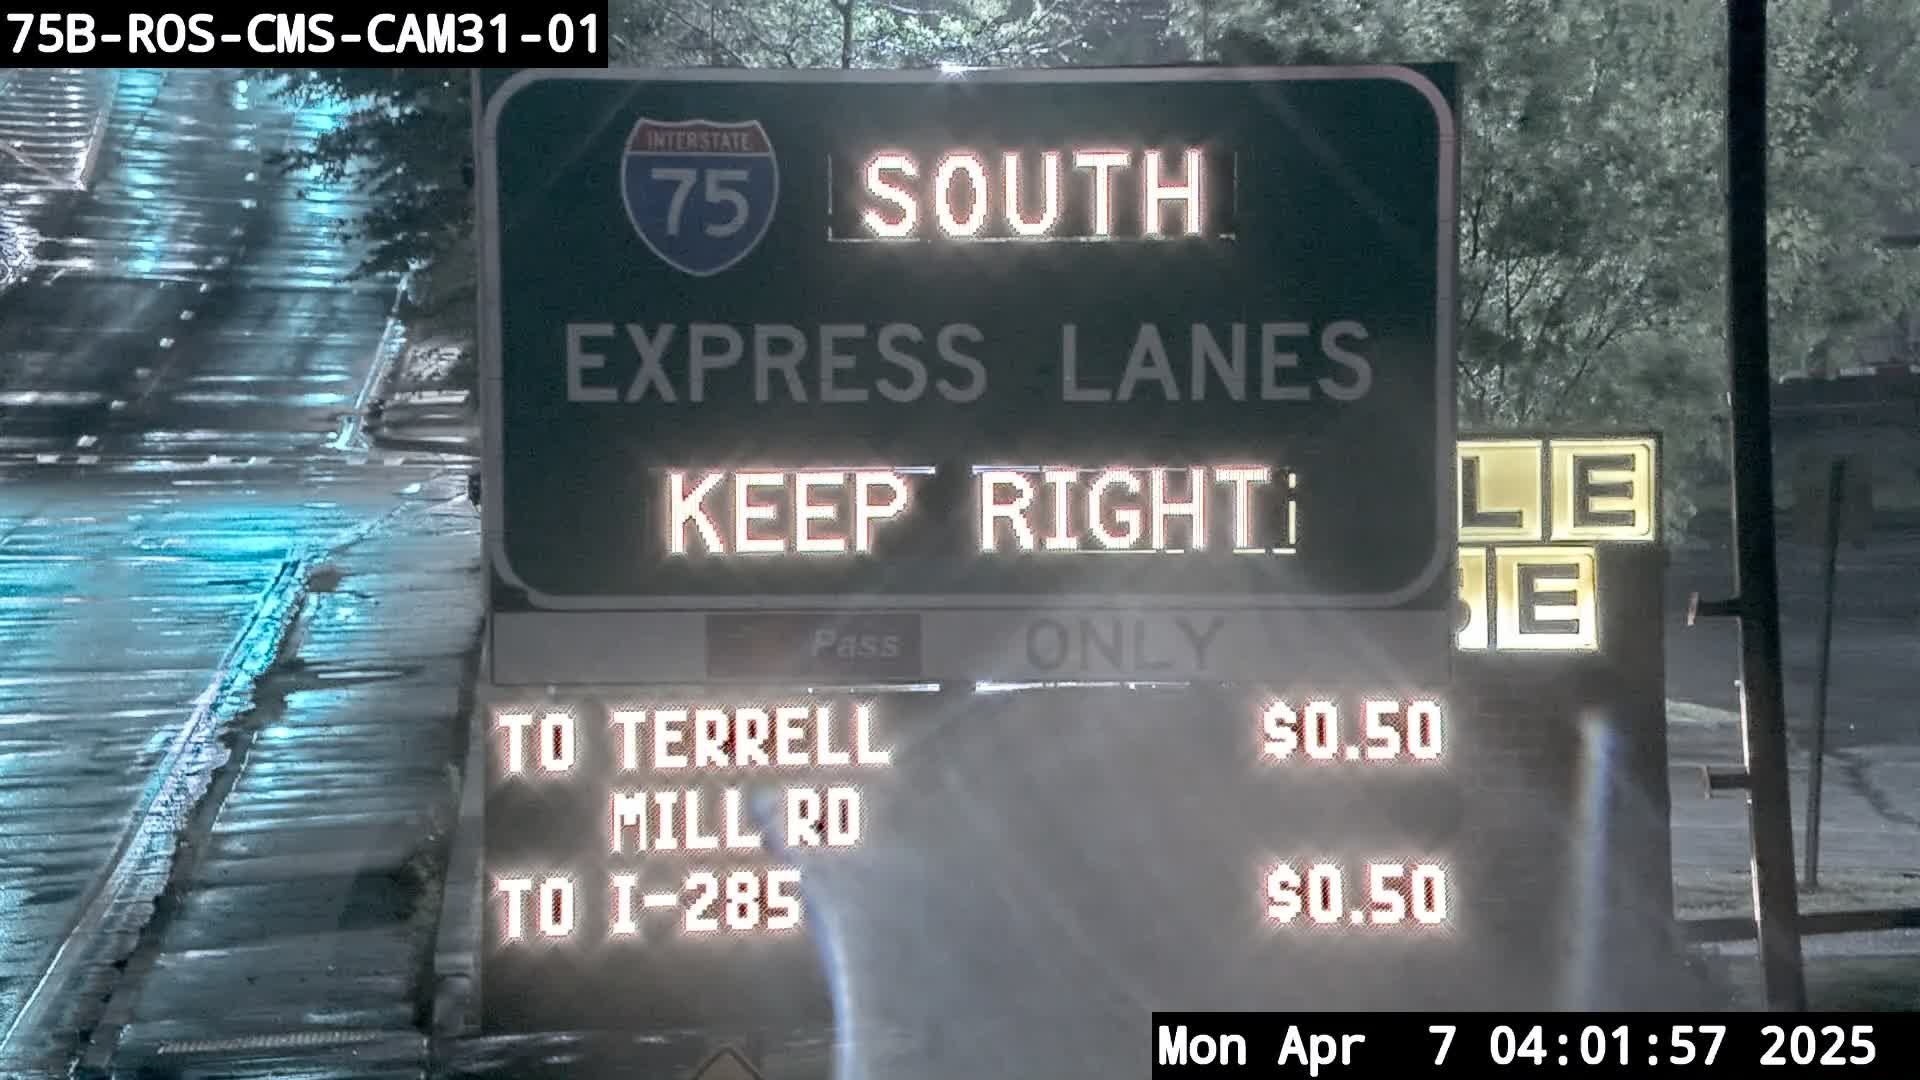 75B-ROS-CMS-CAM31-01
INTERSTATE
75
SOUTH
EXPRESS LANES
KEEP RIGHT
Pass ONLY
TO TERRELL $0.50
MILL RD
TO I-285 $0.50
LE
E
Mon Apr 7 04:01:57 2025